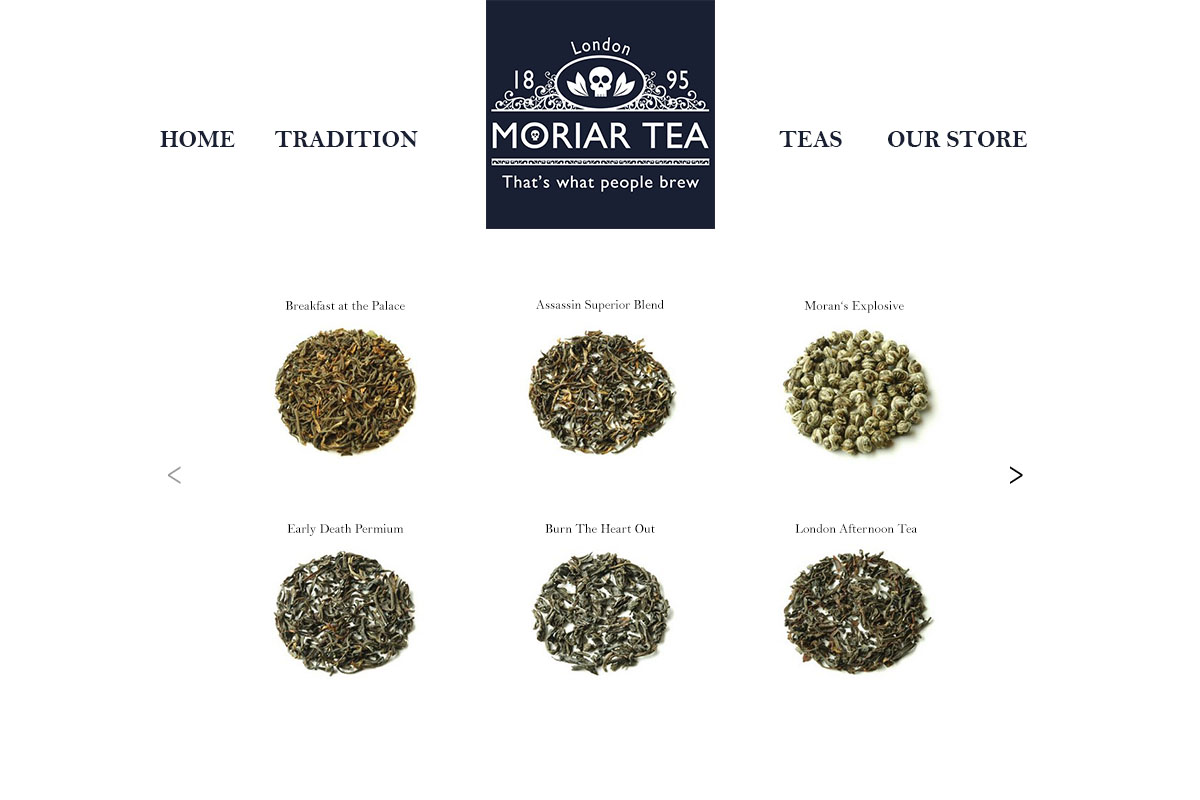 London
18 95
MORIAR TEA
That's what people brew
HOME TRADITION TEAS OUR STORE
Breakfast at the Palace
Assassin Superior Blend
Moran's Explosive
< >
Early Death Permium
Burn The Heart Out
London Afternoon Tea